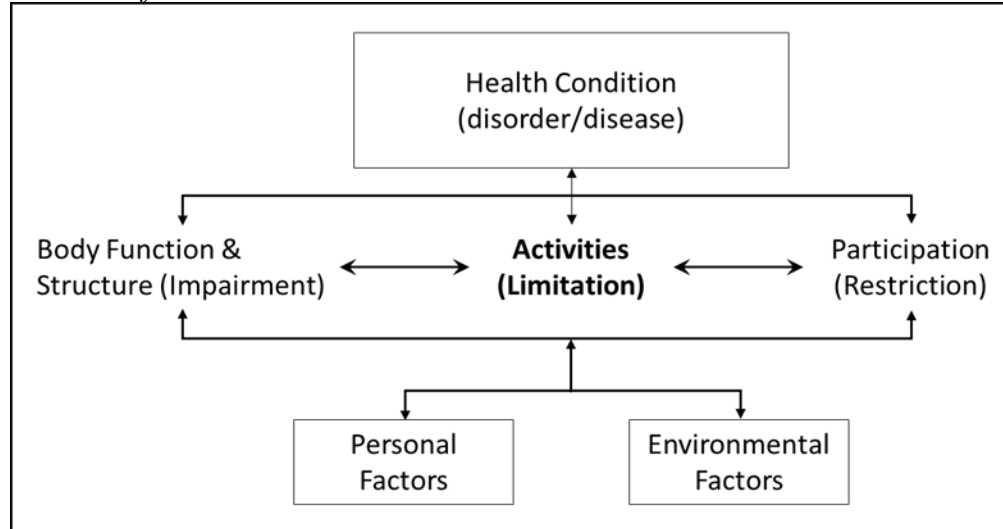 Health Condition
(disorder/disease)
Body Function &
Structure (Impairment)
Activities
(Limitation)
Participation
(Restriction)
Personal
Factors
Environmental
Factors